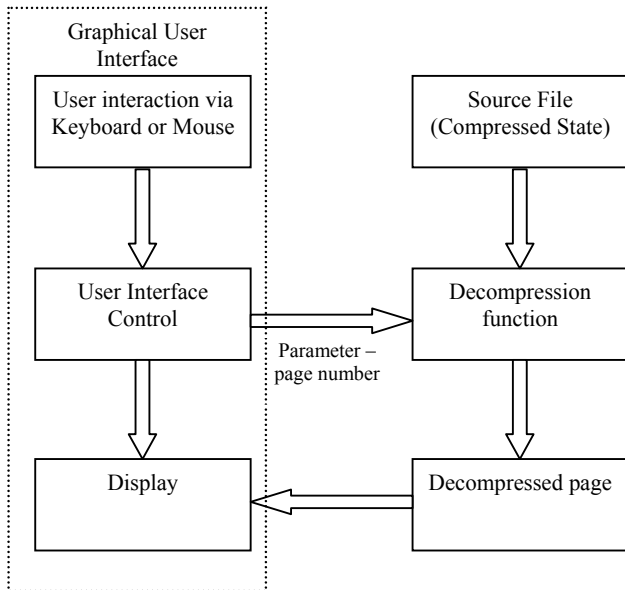 Graphical User
Interface
User interaction via
Keyboard or Mouse
Source File
(Compressed State)
User Interface
Control
Decompression
function
Parameter –
page number
Display
Decompressed page